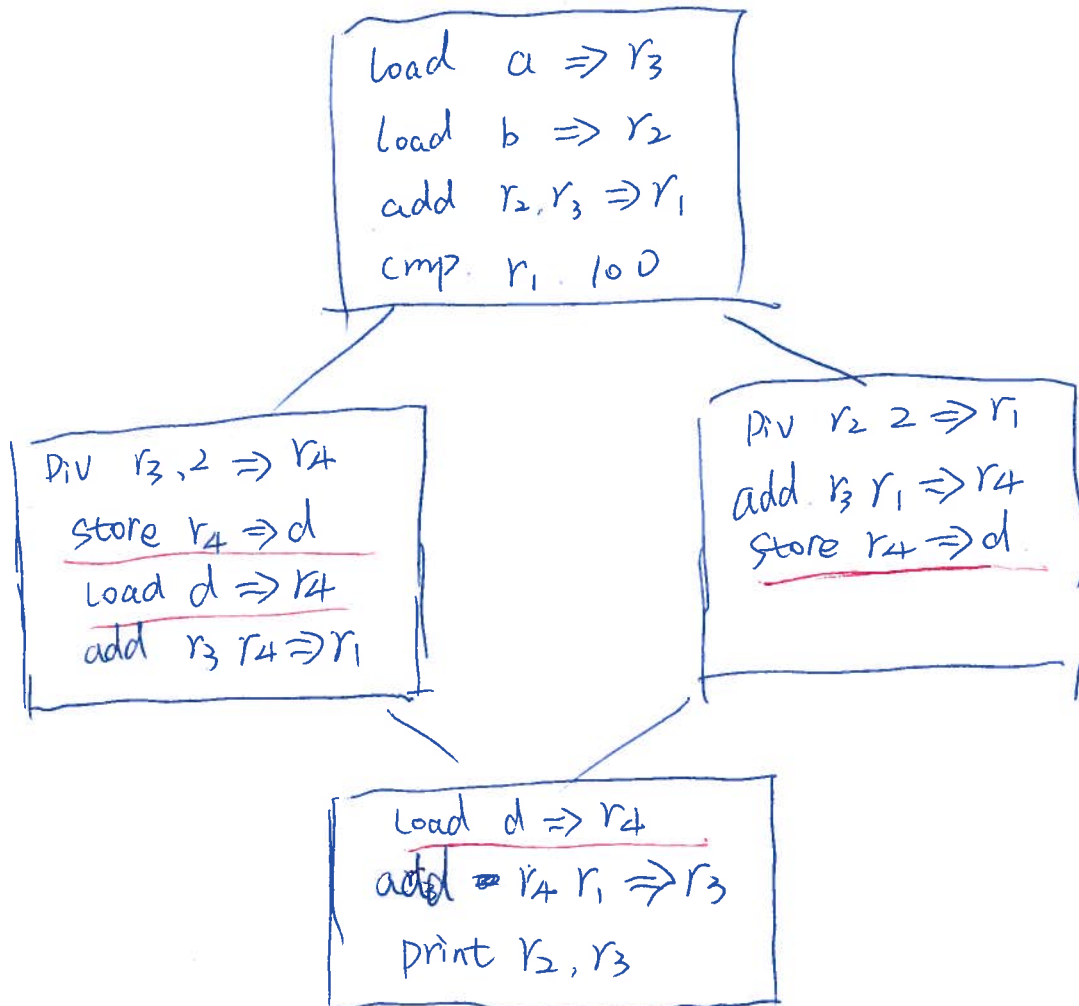 load a ⇒ r3
load b ⇒ r2
add r2, r3 ⇒ r1
cmp. r1 . 100
Div r3, 2 ⇒ r4
store r4 ⇒ d
Load d ⇒ r4
add r3 r4 ⇒ r1
Div r2 2 ⇒ r1
add. r3 r1 ⇒ r4
store r4 ⇒ d
Load d ⇒ r4
add r4 r1 ⇒ r3
print r2, r3